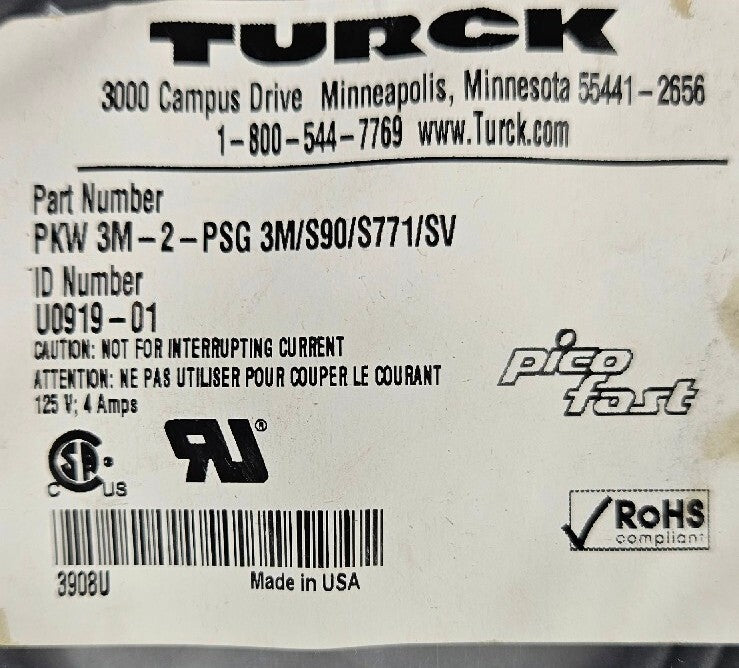 TURCK
3000 Campus Drive Minneapolis, Minnesota 55441-2656
1-800-544-7769 www.Turck.com
Part Number
PKW 3M-2-PSG 3M/S90/S771/SV
ID Number
U0919-01
CAUTION: NOT FOR INTERRUPTING CURRENT
ATTENTION: NE PAS UTILISER POUR COUPER LE COURANT
125 V; 4 Amps
pico
fast
C SA US
RU®
RoHS
compliant
3908U Made in USA